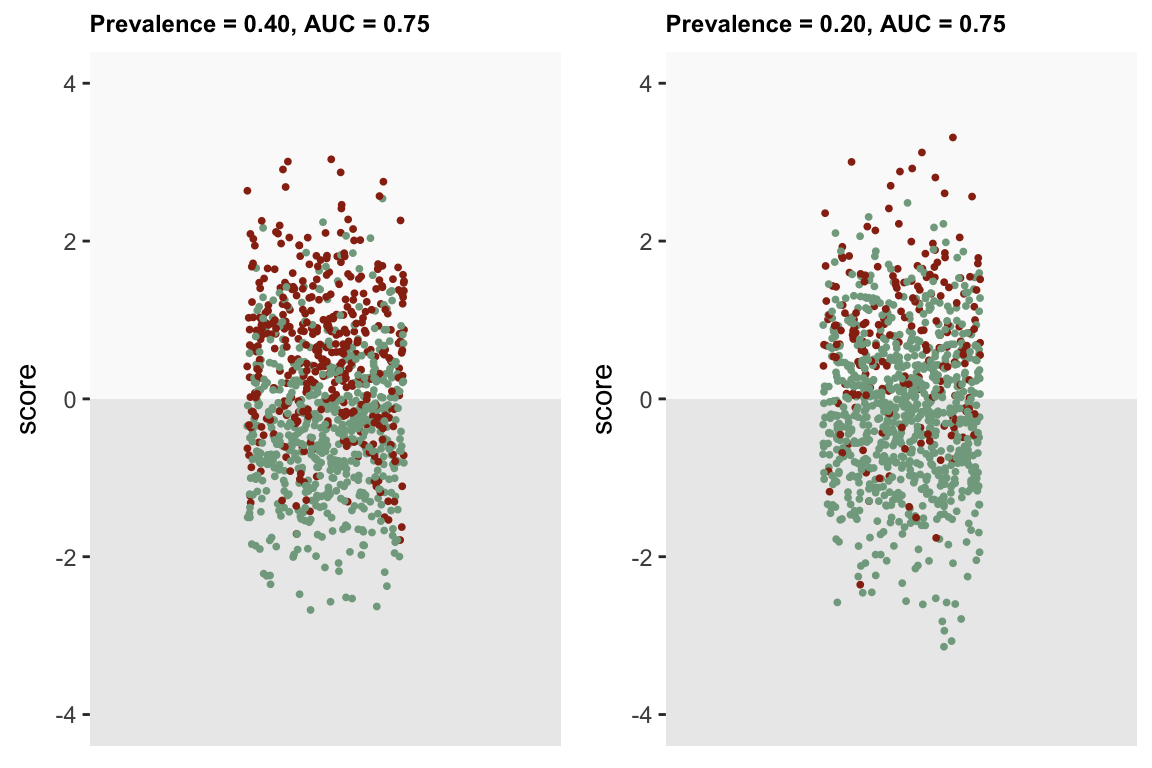 Prevalence = 0.40, AUC = 0.75
4
2
0
-2
-4
score
Prevalence = 0.20, AUC = 0.75
4
2
0
-2
-4
score